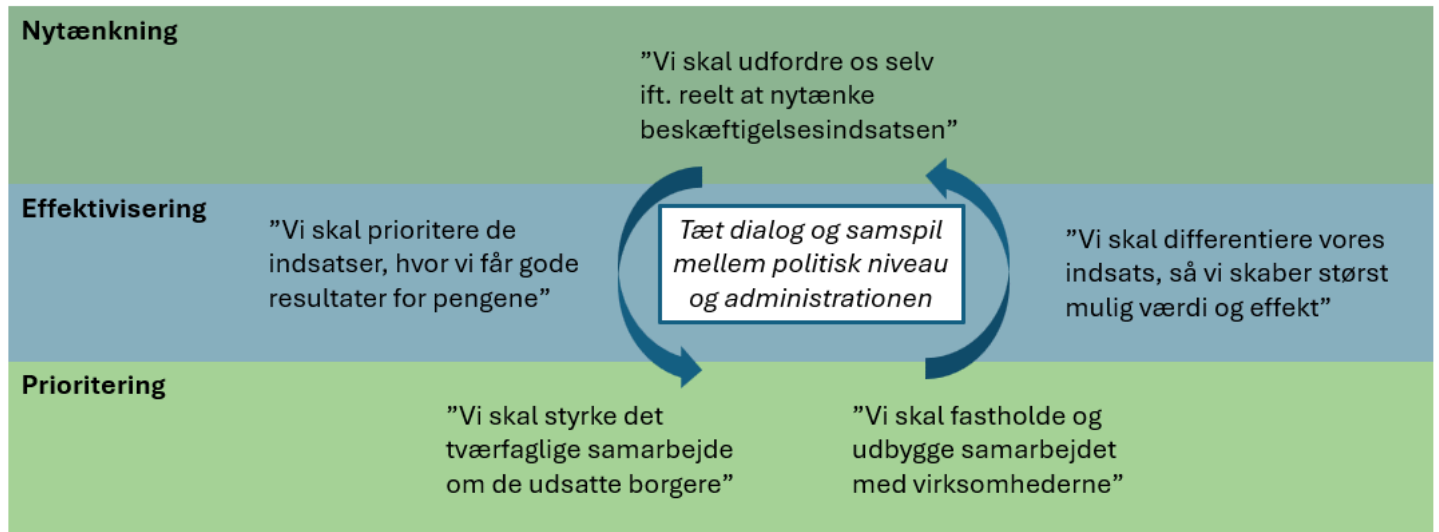 Nytænkning
”Vi skal udfordre os selv
ift. reelt at nytænke
beskæftigelsesindsatsen”
Effektivisering
”Vi skal prioritere de
indsatser, hvor vi får gode
resultater for pengene”
Tæt dialog og samspil
mellem politisk niveau
og administrationen
”Vi skal differentiere vores
indsats, så vi skaber størst
mulig værdi og effekt”
Prioritering
”Vi skal styrke det
tværfaglige samarbejde
om de udsatte borgere”
”Vi skal fastholde og
udbygge samarbejdet
med virksomhederne”